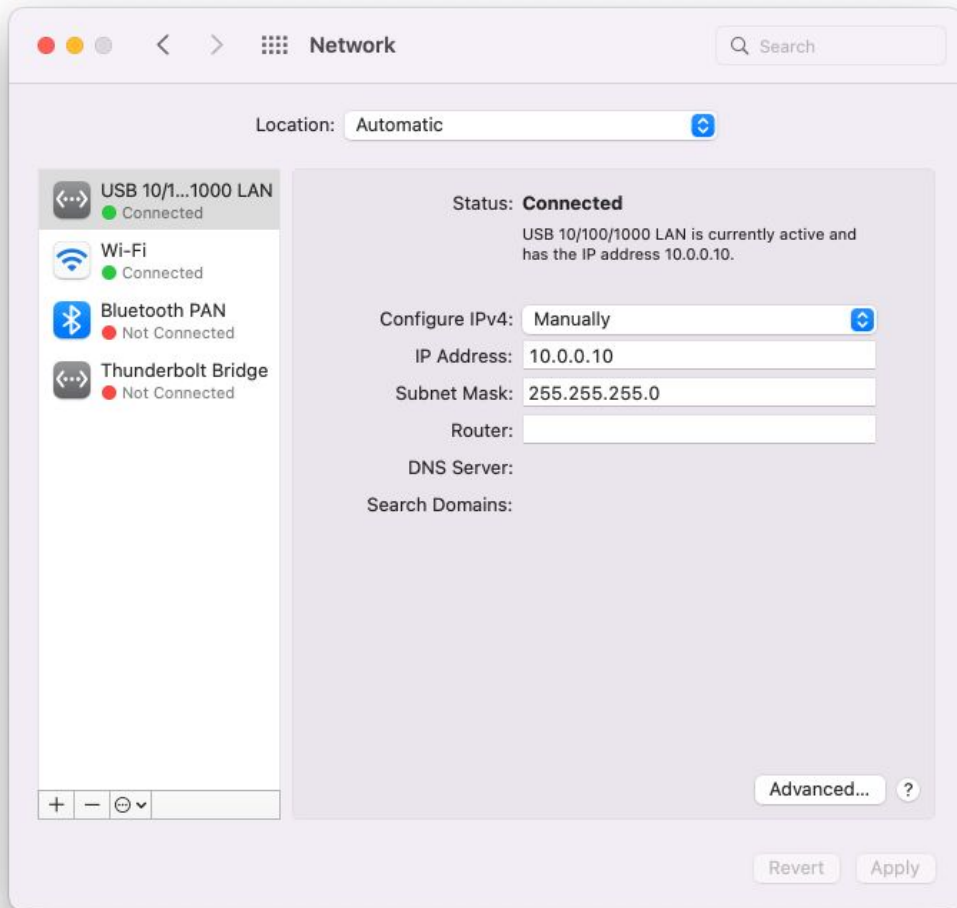 Network
Search
Location: Automatic
USB 10/1...1000 LAN
Connected
Wi-Fi
Connected
Bluetooth PAN
Not Connected
Thunderbolt Bridge
Not Connected
Status: Connected
USB 10/100/1000 LAN is currently active and
has the IP address 10.0.0.10.
Configure IPv4: Manually
IP Address: 10.0.0.10
Subnet Mask: 255.255.255.0
Router:
DNS Server:
Search Domains:
Advanced... ?
Revert Apply